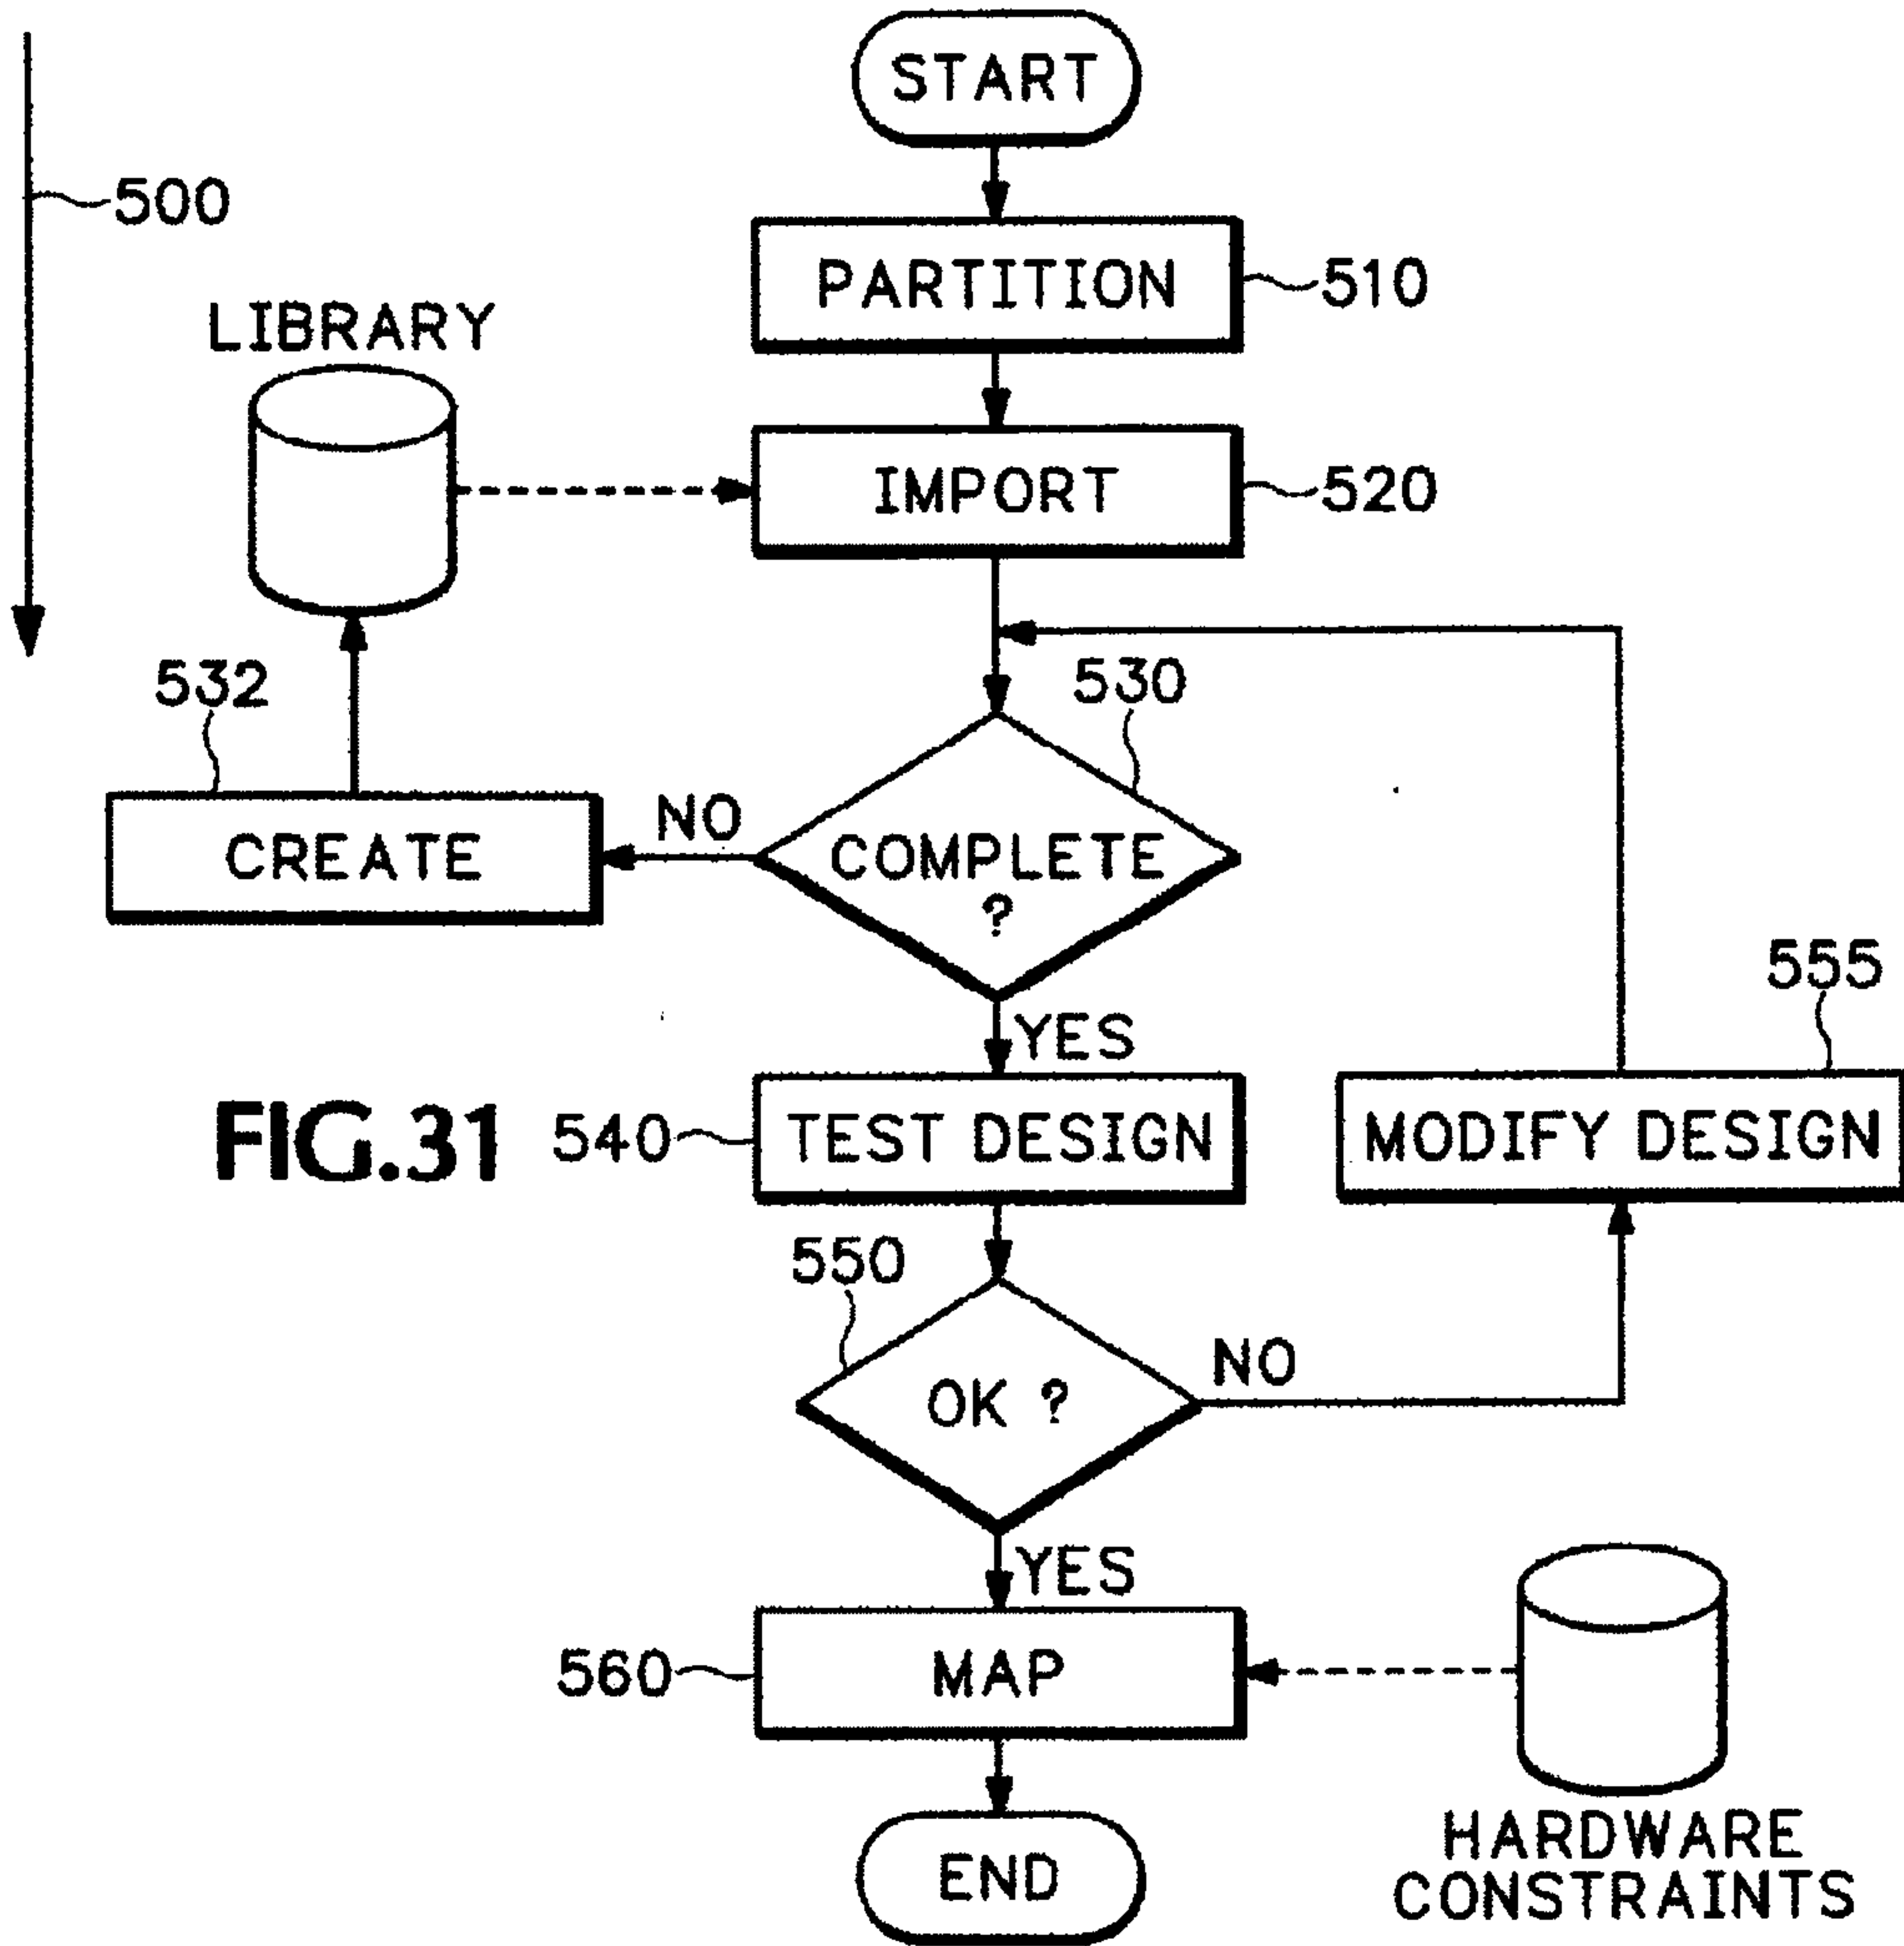 START
500
PARTITION
510
LIBRARY
IMPORT
520
532
530
NO
CREATE
COMPLETE
?
555
YES
FIG.31
540
TEST DESIGN
MODIFY DESIGN
550
NO
OK ?
YES
560
MAP
HARDWARE
CONSTRAINTS
END